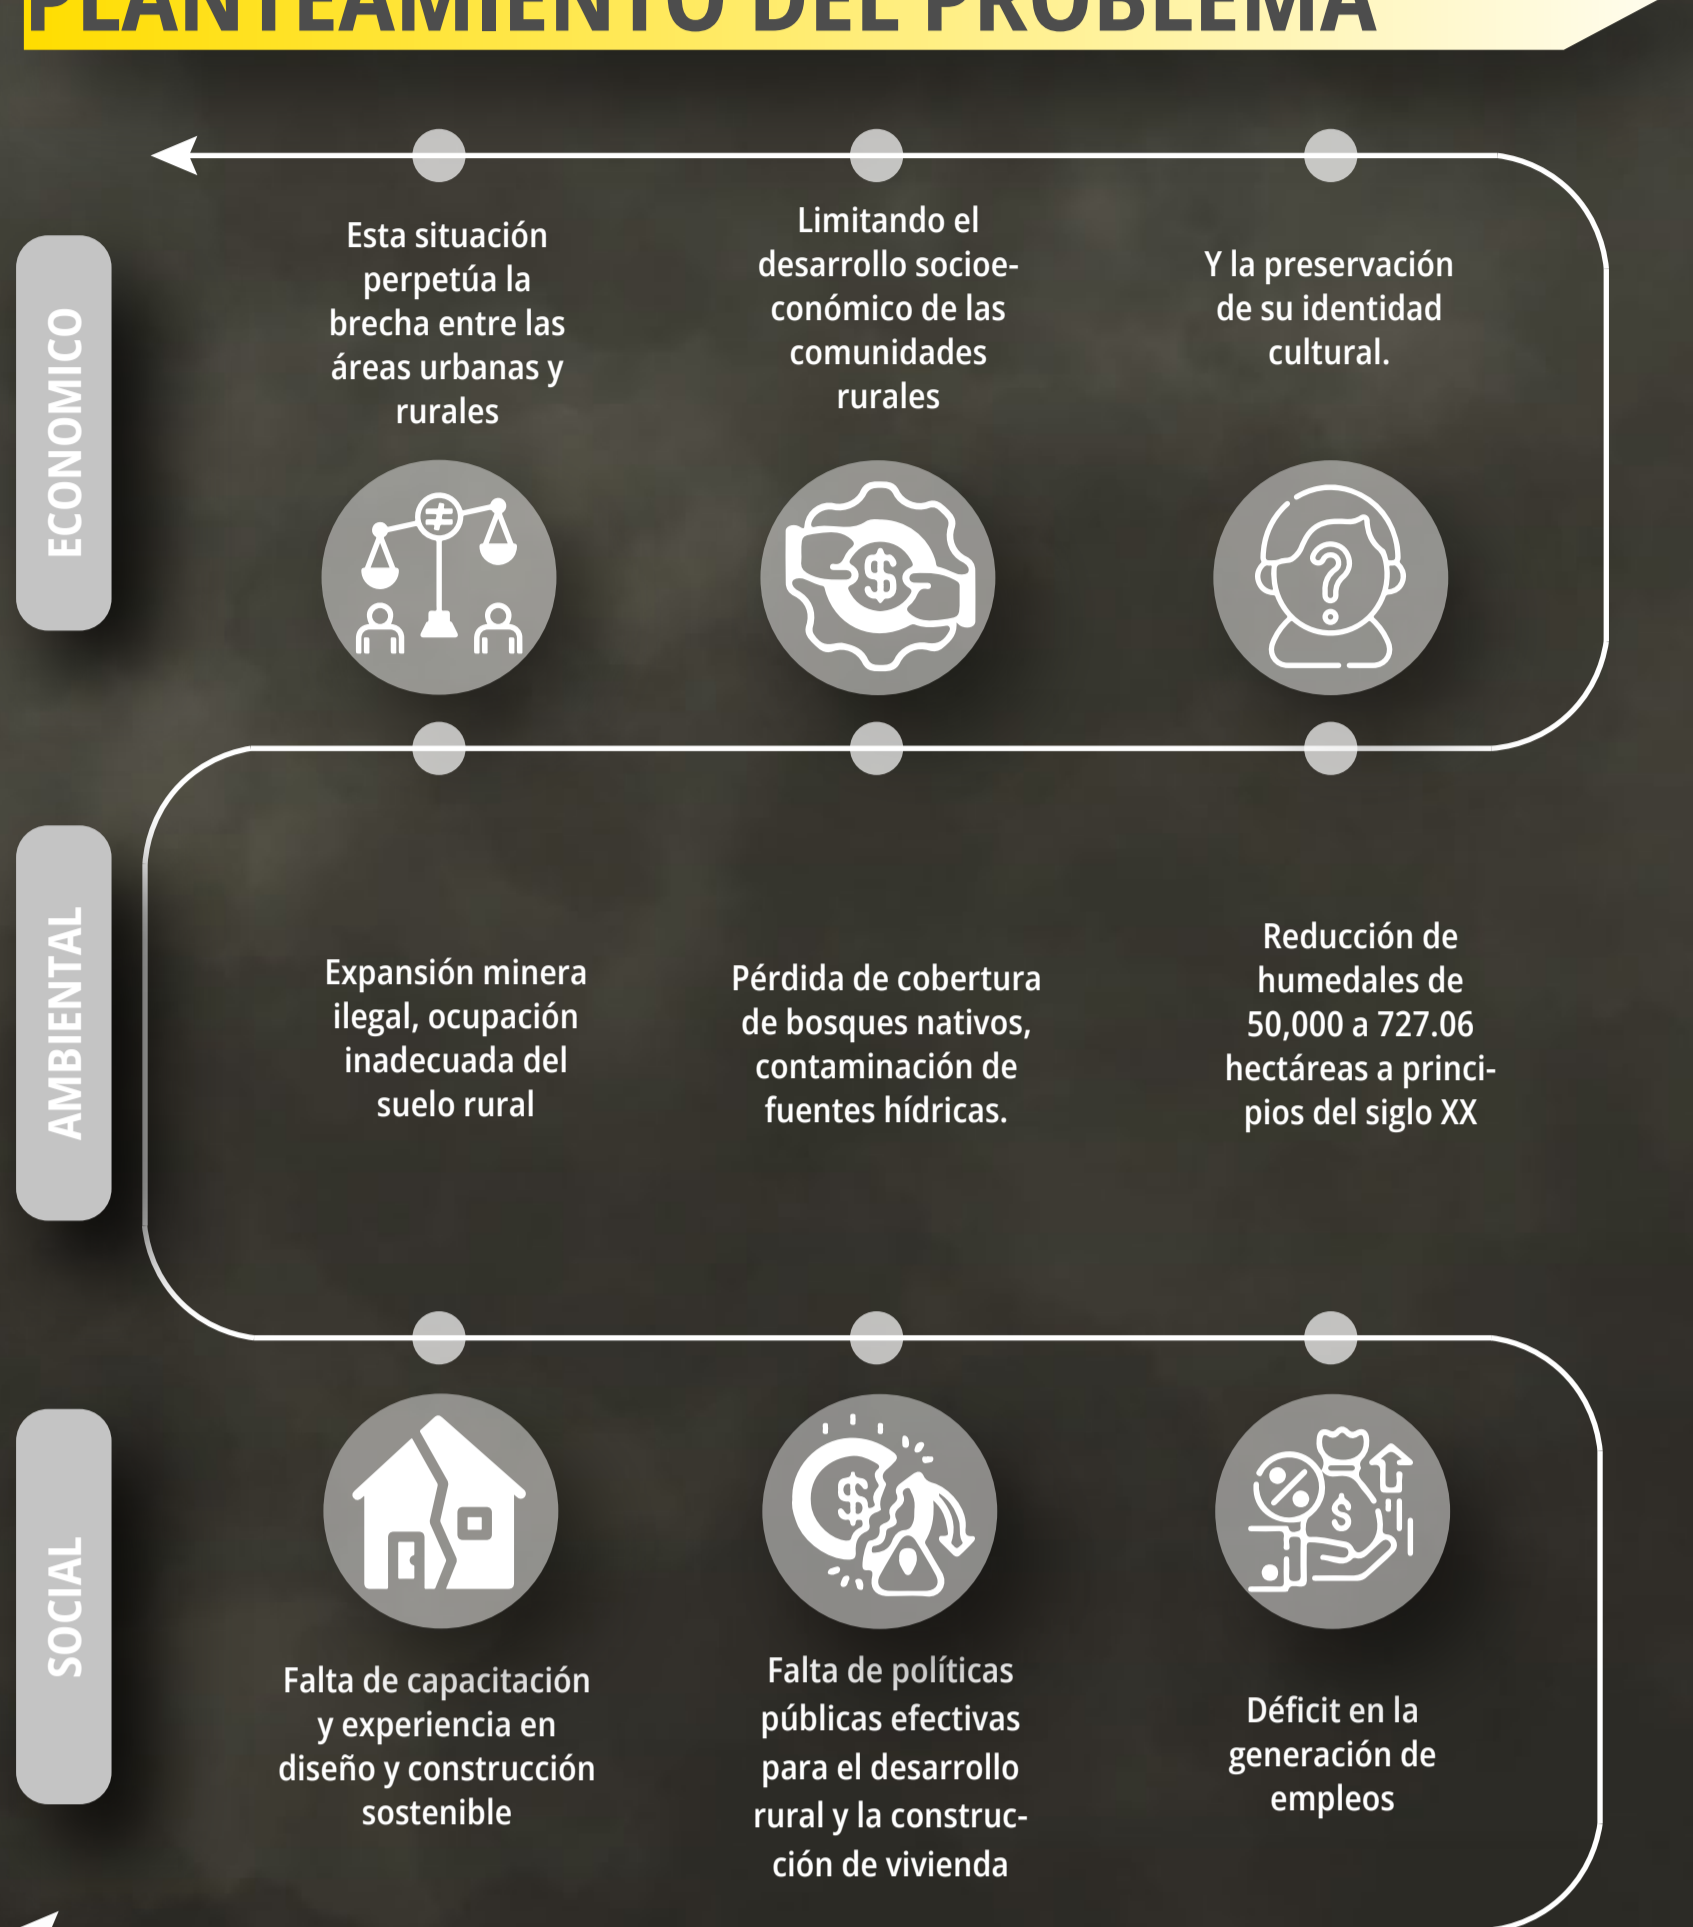 PLANTEAMIENTO DEL PROBLEMA
ECONOMICO
Esta situación
perpetúa la
brecha entre las
áreas urbanas y
rurales
Limitando el
desarrollo socioe-
conómico de las
comunidades
rurales
Y la preservación
de su identidad
cultural.
≠
$
?
AMBIENTAL
Expansión minera
ilegal, ocupación
inadecuada del
suelo rural
Pérdida de cobertura
de bosques nativos,
contaminación de
fuentes hídricas.
Reducción de
humedales de
50,000 a 727.06
hectáreas a princi-
pios del siglo XX
SOCIAL
$
%
$
Falta de capacitación
y experiencia en
diseño y construcción
sostenible
Falta de políticas
públicas efectivas
para el desarrollo
rural y la construc-
ción de vivienda
Déficit en la
generación de
empleos